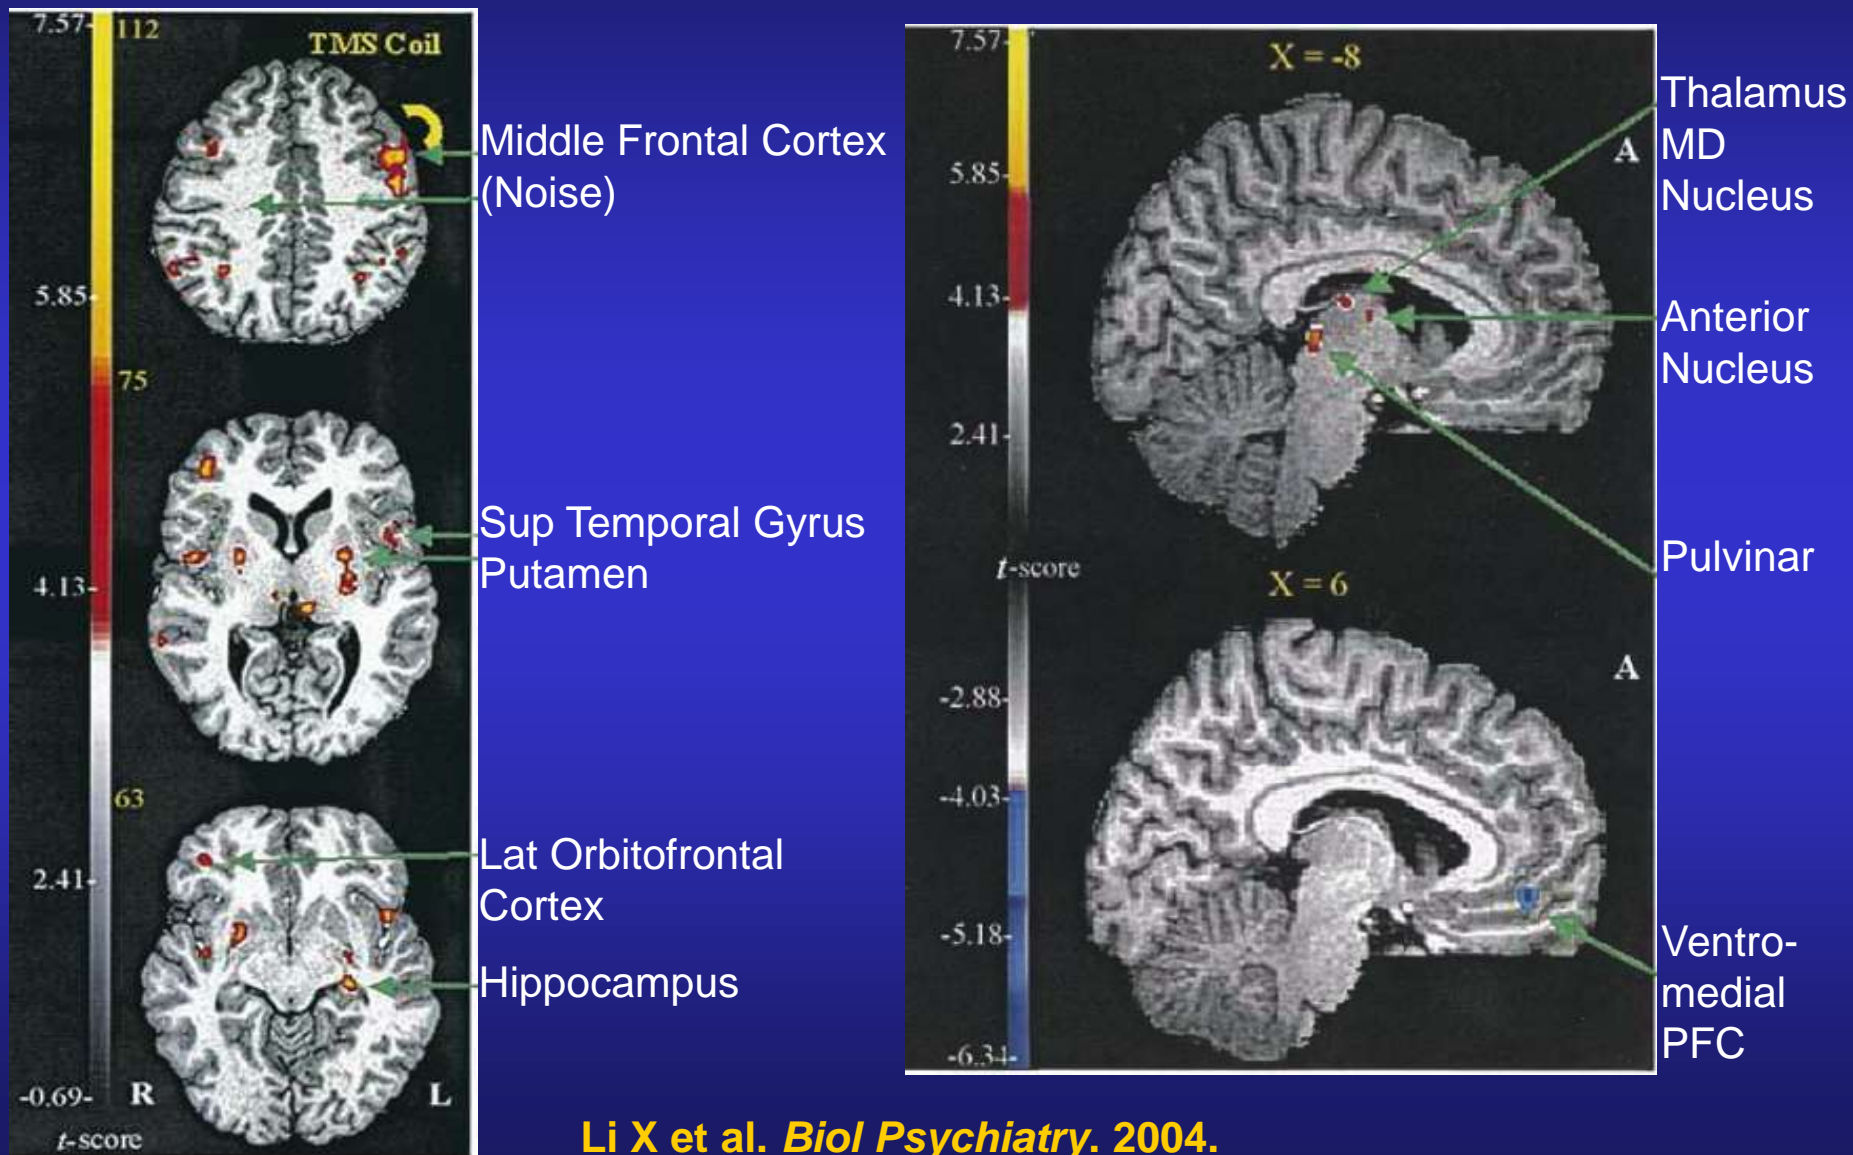 7.57-
112
TMS Coil
5.85-
75
4.13-
63
2.41-
-0.69-
R
L
t-score
Middle Frontal Cortex
(Noise)
Sup Temporal Gyrus
Putamen
Lat Orbitofrontal
Cortex
Hippocampus
7.57-
X = -8
5.85-
A
4.13-
2.41-
t-score
X = 6
-2.88-
A
-4.03-
-5.18-
-6.34-
Thalamus
MD
Nucleus
Anterior
Nucleus
Pulvinar
Ventro-
medial
PFC
Li X et al. Biol Psychiatry. 2004.